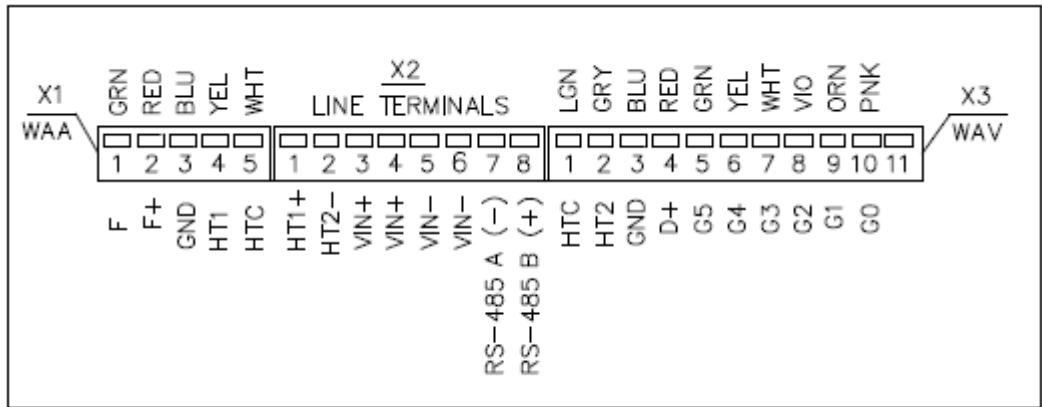 X1
WAA
GRN RED BLU YEL WHT
1 2 3 4 5
F F+ GND HT1 HTC
X2
LINE TERMINALS
1 2 3 4 5 6 7 8
HT1+ HT2- VIN+ VIN+ VIN- VIN- RS-485 A (-) RS-485 B (+)
LGN GRY BLU RED GRN YEL WHT VIO ORN PNK
1 2 3 4 5 6 7 8 9 10 11
HTC HT2 GND D+ G5 G4 G3 G2 G1 G0
X3
WAV